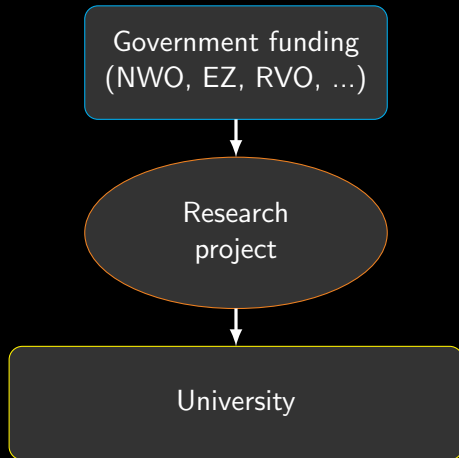 Government funding
(NWO, EZ, RVO, ...)
Research
project
University